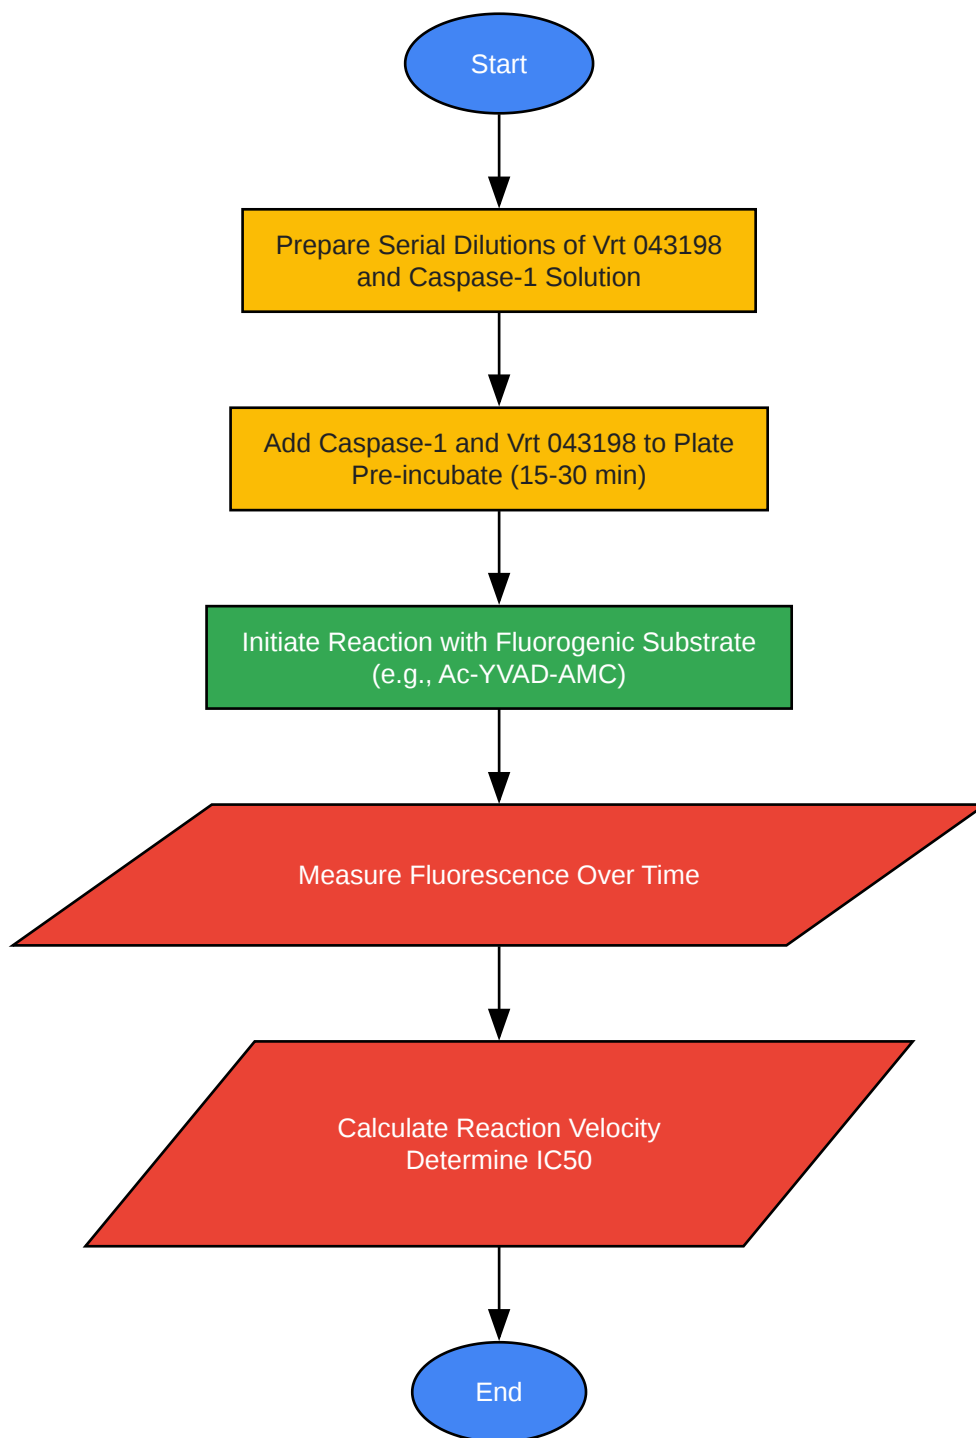 Start
Prepare Serial Dilutions of Vrt 043198
and Caspase-1 Solution
Add Caspase-1 and Vrt 043198 to Plate
Pre-incubate (15-30 min)
Initiate Reaction with Fluorogenic Substrate
(e.g., Ac-YVAD-AMC)
Measure Fluorescence Over Time
Calculate Reaction Velocity
Determine IC50
End